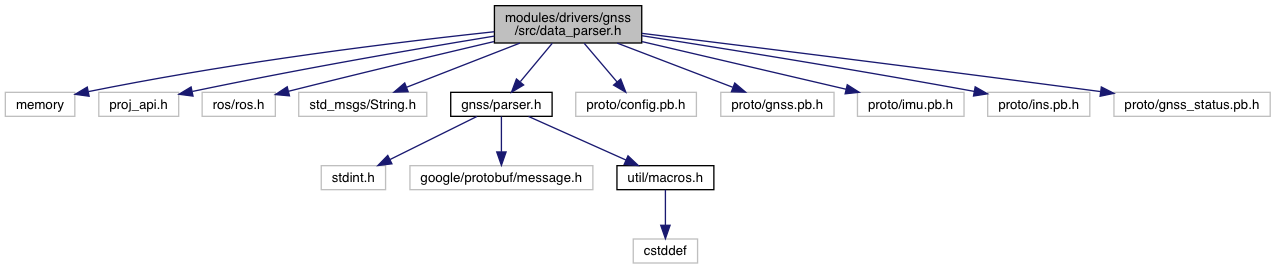 modules/drivers/gnss
/src/data_parser.h
memory
proj_api.h
ros/ros.h
std_msgs/String.h
gnss/parser.h
proto/config.pb.h
proto/gnss.pb.h
proto/imu.pb.h
proto/ins.pb.h
proto/gnss_status.pb.h
stdint.h
google/protobuf/message.h
util/macros.h
cstddef